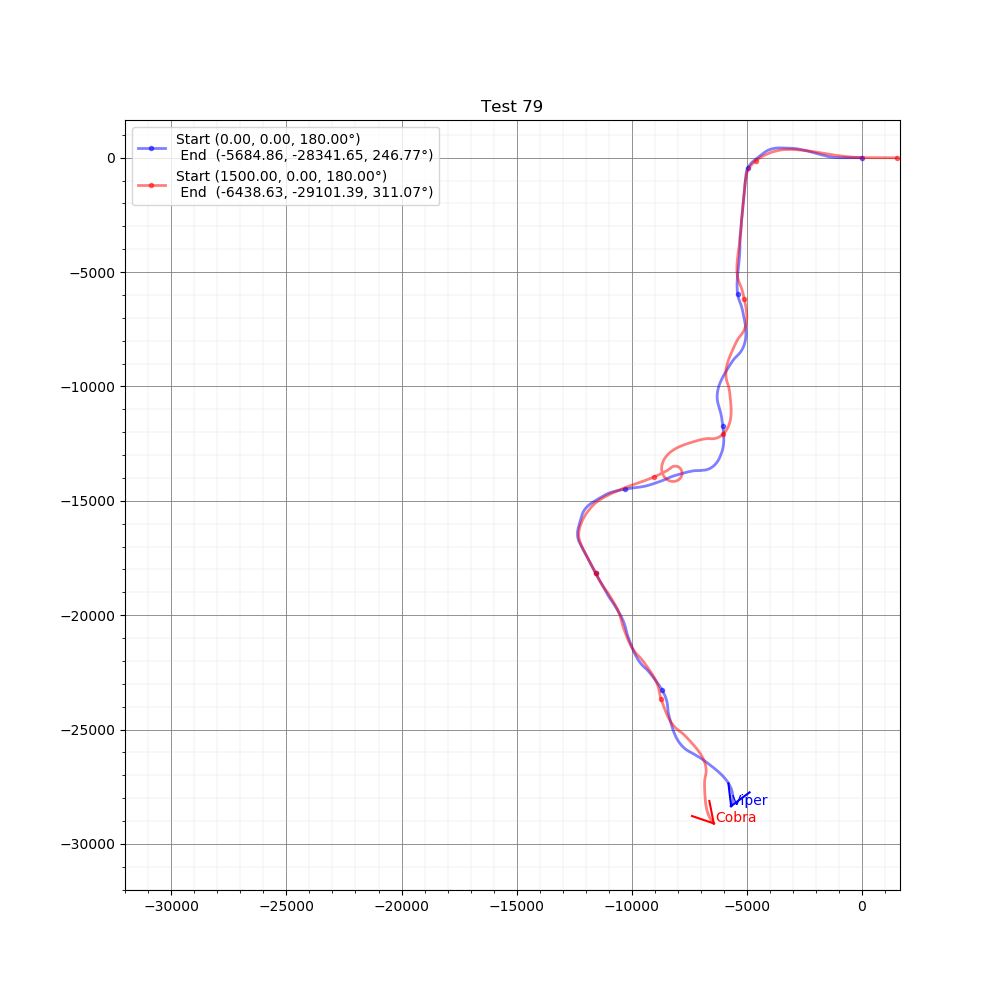 Test 79
Start (0.00, 0.00, 180.00°)
End  (-5684.86, -28341.65, 246.77°)
Start (1500.00, 0.00, 180.00°)
End  (-6438.63, -29101.39, 311.07°)
0
−5000
−10000
−15000
−20000
−25000
−30000
Viper
Cobra
−30000 −25000 −20000 −15000 −10000 −5000 0